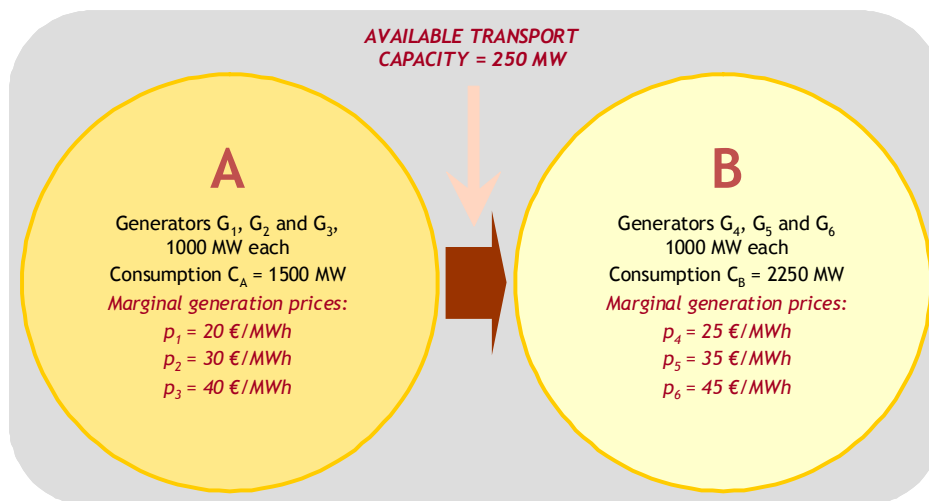 AVAILABLE TRANSPORT
CAPACITY = 250 MW
A
Generators G₁, G₂ and G₃,
1000 MW each
Consumption C_A = 1500 MW
Marginal generation prices:
p₁ = 20 €/MWh
p₂ = 30 €/MWh
p₃ = 40 €/MWh
B
Generators G₄, G₅ and G₆
1000 MW each
Consumption C_B = 2250 MW
Marginal generation prices:
p₄ = 25 €/MWh
p₅ = 35 €/MWh
p₆ = 45 €/MWh